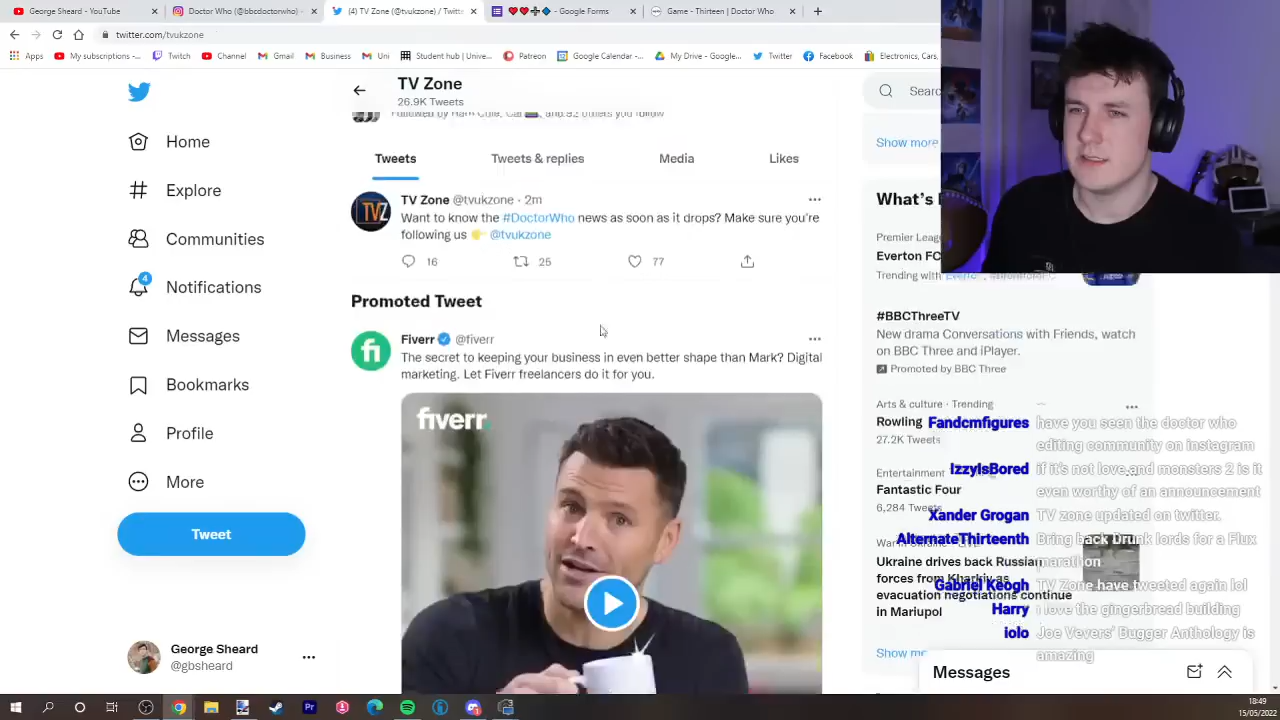 George Sheard - YouTube
Doctor Who (@bbcdoctorwho) -
(4) TV Zone (@tvukzone) / Twitte
- Google Forms
Game - Thirteen | Doctor Who
twitter.com/tvukzone
Apps
My subscriptions -...
Twitch
Channel
Gmail
Business
Uni
Student hub | Unive...
Patreon
Google Calendar -...
My Drive - Google...
Twitter
Facebook
Electronics, Cars,
TV Zone
26.9K Tweets
Tweets
Tweets & replies
Media
Likes
TV Zone @tvukzone · 2m
Want to know the #DoctorWho news as soon as it drops? Make sure you're
following us 👉 @tvukzone
16
25
77
Promoted Tweet
Fiverr @fiverr
The secret to keeping your business in even better shape than Mark? Digital
marketing. Let Fiverr freelancers do it for you.
fiverr.
Home
Explore
Communities
4
Notifications
Messages
Bookmarks
Profile
More
Tweet
George Sheard
@gbsheard
Searc
Show more
What's
Premier Leag
Everton FC
Trending with
#BBCThreeTV
New drama Conversations with Friends, watch
on BBC Three and iPlayer.
Promoted by BBC Three
Arts & culture · Trending
Rowling
27.2K Tweets
Entertainment
Fantastic Four
6,284 Tweets
Ukraine drives back Russian
forces from Kharkiv as
evacuation negotiations continue
in Mariupol
Show
Fandcmfigures have you seen the doctor who
editing community on instagram
IzzyIsBored if it's not love and monsters 2 is it
even worthy of an announcement
Xander Grogan TV zone updated on twitter.
AlternateThirteenth Bring back Drunk lords for a Flux
marathon
Gabriel Keogh TV Zone have tweeted again lol
Harry i love the gingerbread building
iolo Joe Vevers' Bugger Anthology is
amazing
Messages
18:49
15/05/2022